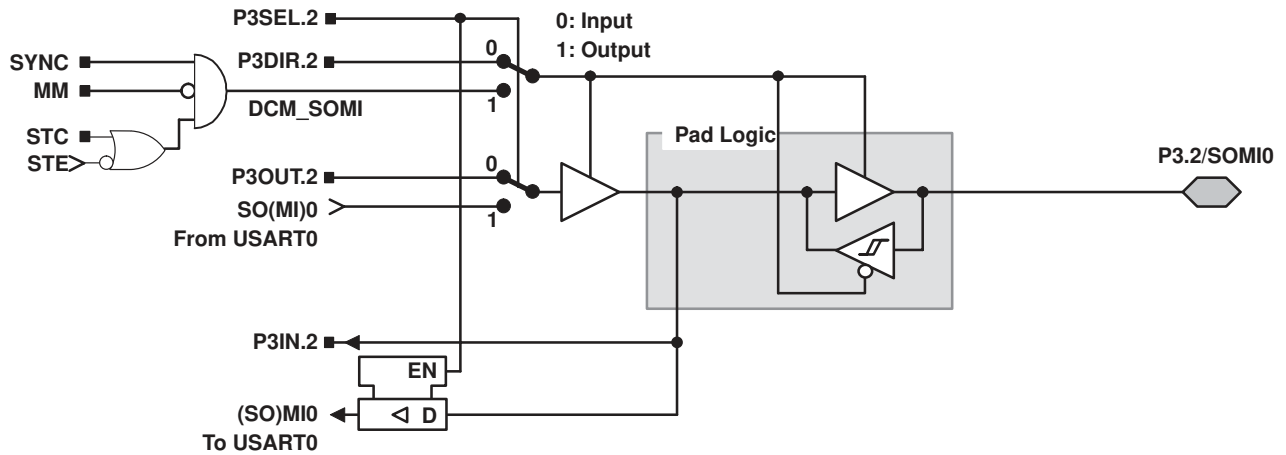 P3SEL.2
0: Input
1: Output
SYNC
P3DIR.2
0
MM
1
DCM_SOMI
STC
STE
Pad Logic
P3.2/SOMI0
P3OUT.2
0
SO(MI)0
1
From USART0
P3IN.2
EN
(SO)MI0
D
To USART0